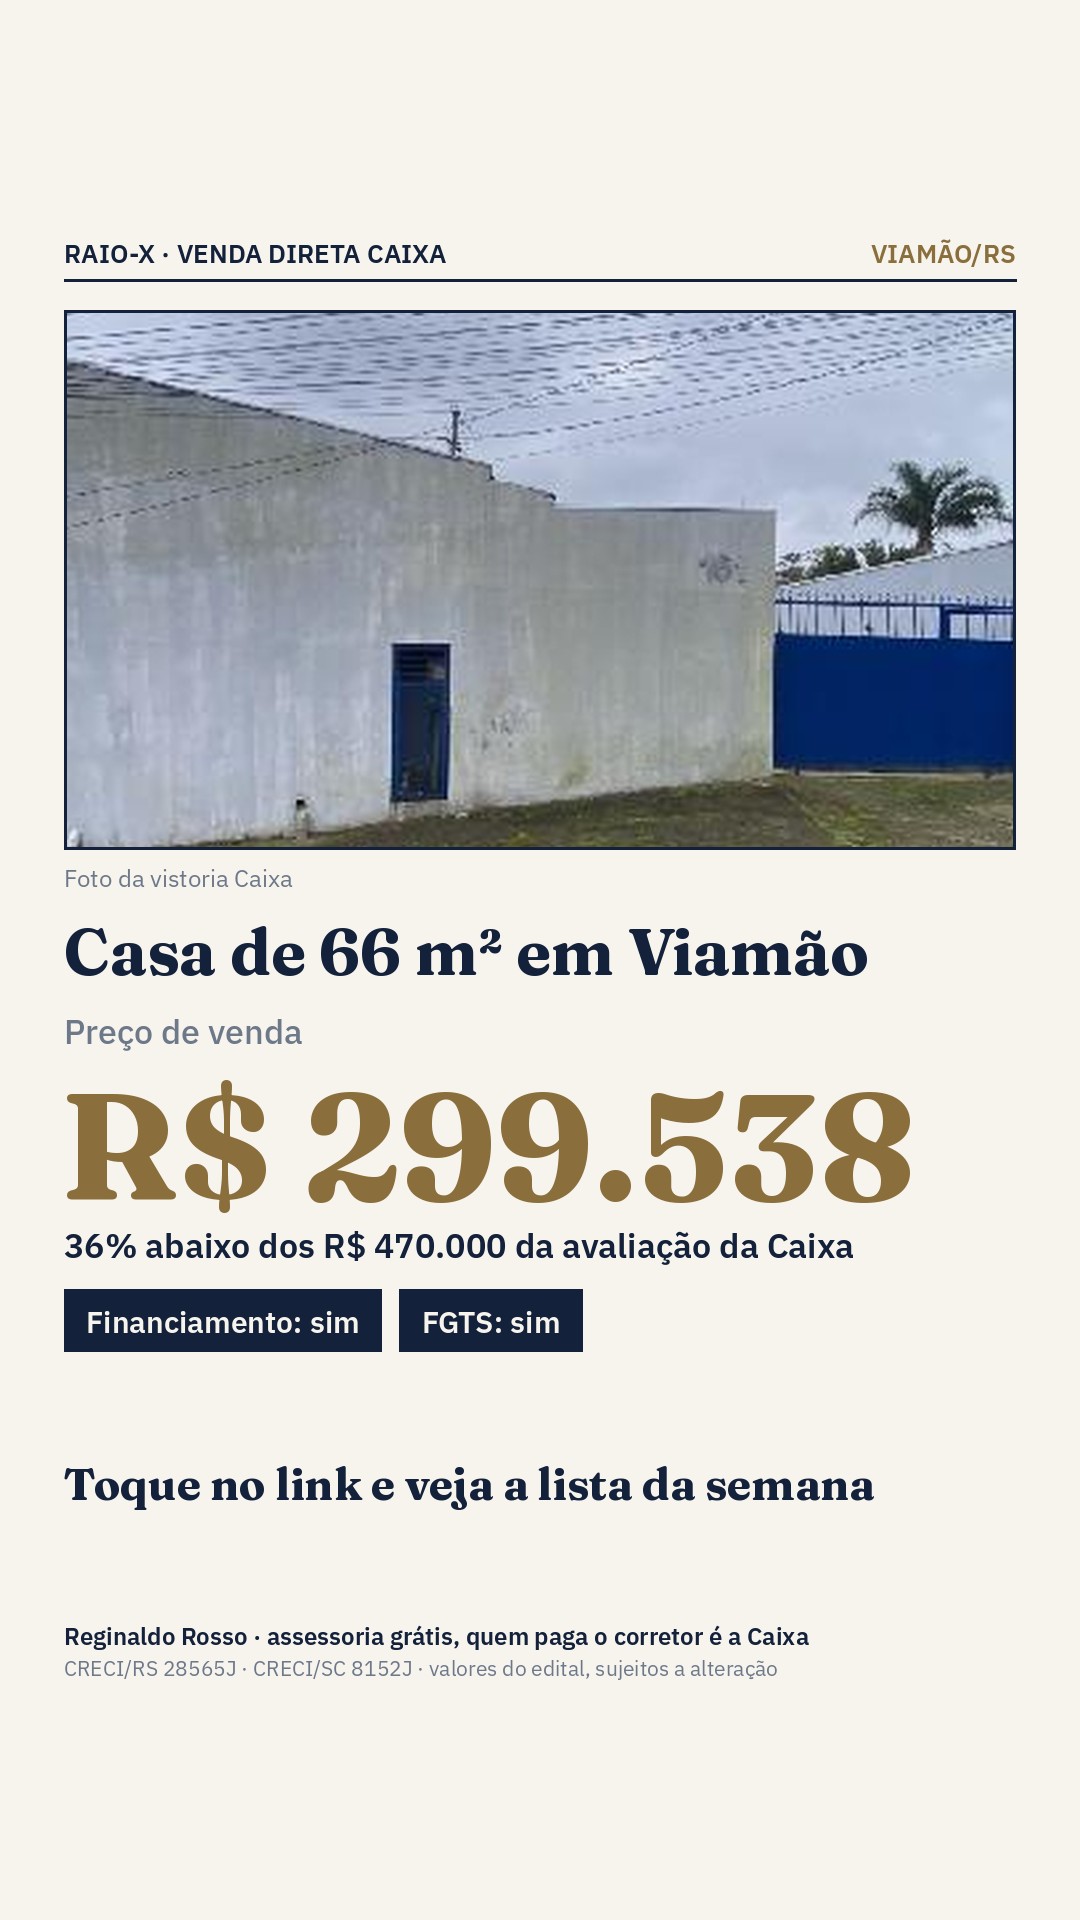 RAIO-X · VENDA DIRETA CAIXA
VIAMÃO/RS
Foto da vistoria Caixa
Casa de 66 m² em Viamão
Preço de venda
R$ 299.538
36% abaixo dos R$ 470.000 da avaliação da Caixa
Financiamento: sim
FGTS: sim
Toque no link e veja a lista da semana
Reginaldo Rosso · assessoria grátis, quem paga o corretor é a Caixa
CRECI/RS 28565J · CRECI/SC 8152J · valores do edital, sujeitos a alteração